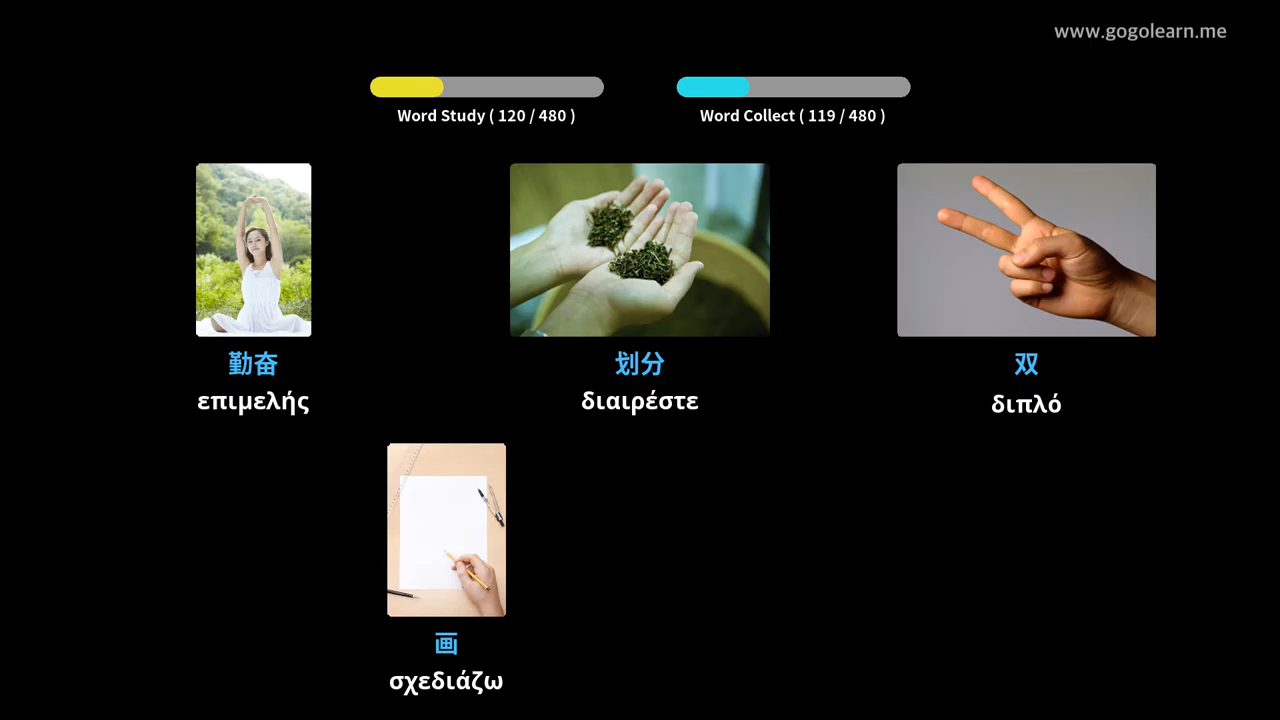 www.gogolearn.me
Word Study ( 120 / 480 )
Word Collect ( 119 / 480 )
勤奋
επιμελής
划分
διαιρέστε
双
διπλό
画
σχεδιάζω